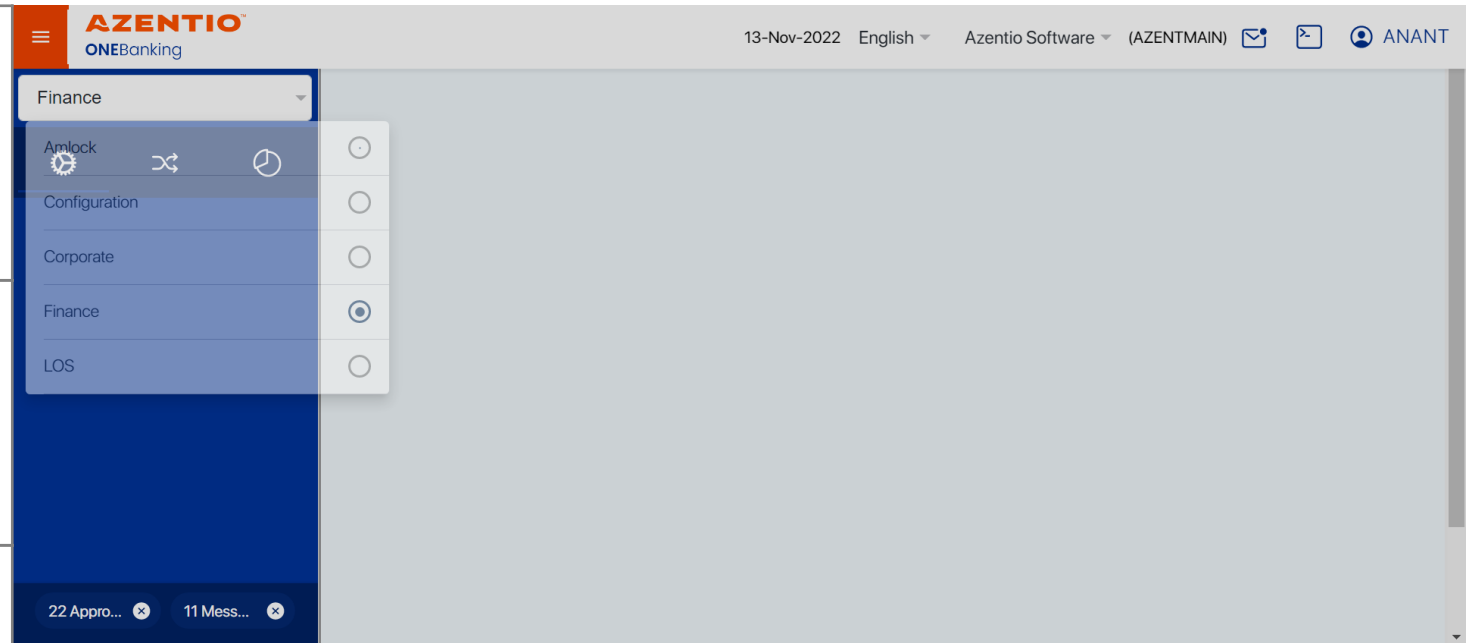 AZENTIO™
ONEBanking
13-Nov-2022 English Azentio Software (AZENTMAIN) ANANT
Finance
Amlock
Configuration
Corporate
Finance
LOS
22 Appro... 11 Mess...